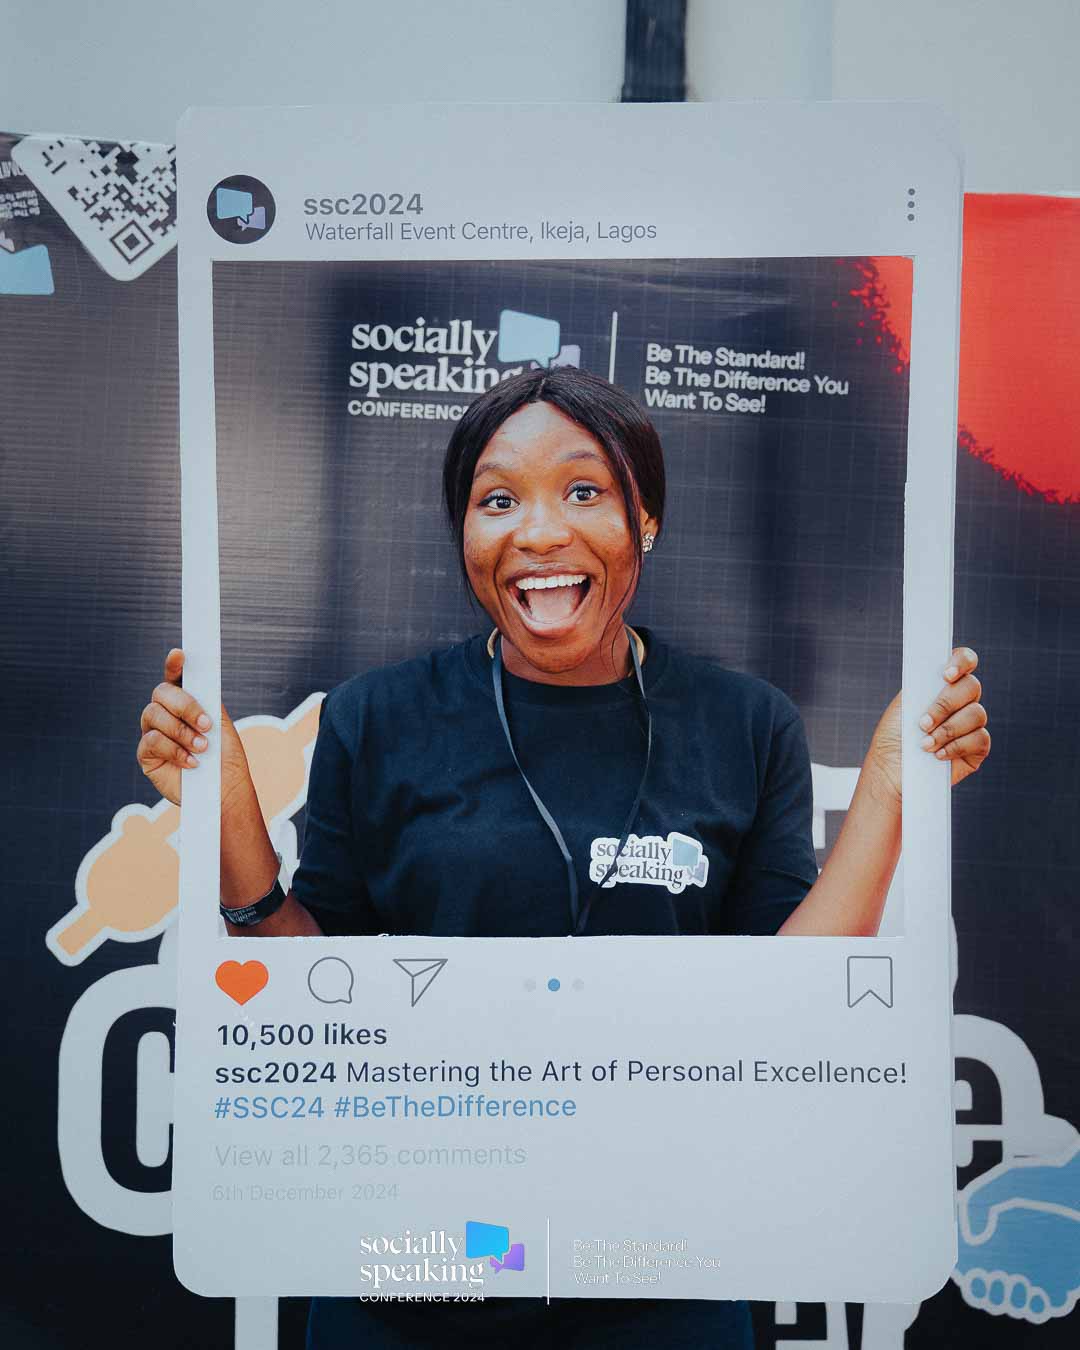 ssc2024
Waterfall Event Centre, Ikeja, Lagos
socially
speaking
CONFERENC
Be The Standard!
Be The Difference You
Want To See!
socially
speaking
10,500 likes
ssc2024 Mastering the Art of Personal Excellence!
#SSC24 #BeTheDifference
View all 2,365 comments
6th December 2024
socially
speaking
CONFERENCE 2024
Be The Standard!
Be The Difference You
Want To See!